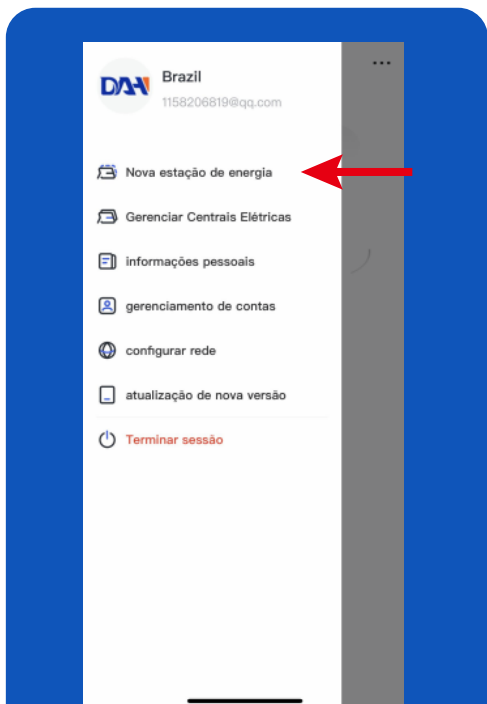 DAH
Brazil
1158206819@qq.com
Nova estação de energia
Gerenciar Centrais Elétricas
informações pessoais
gerenciamento de contas
configurar rede
atualização de nova versão
Terminar sessão